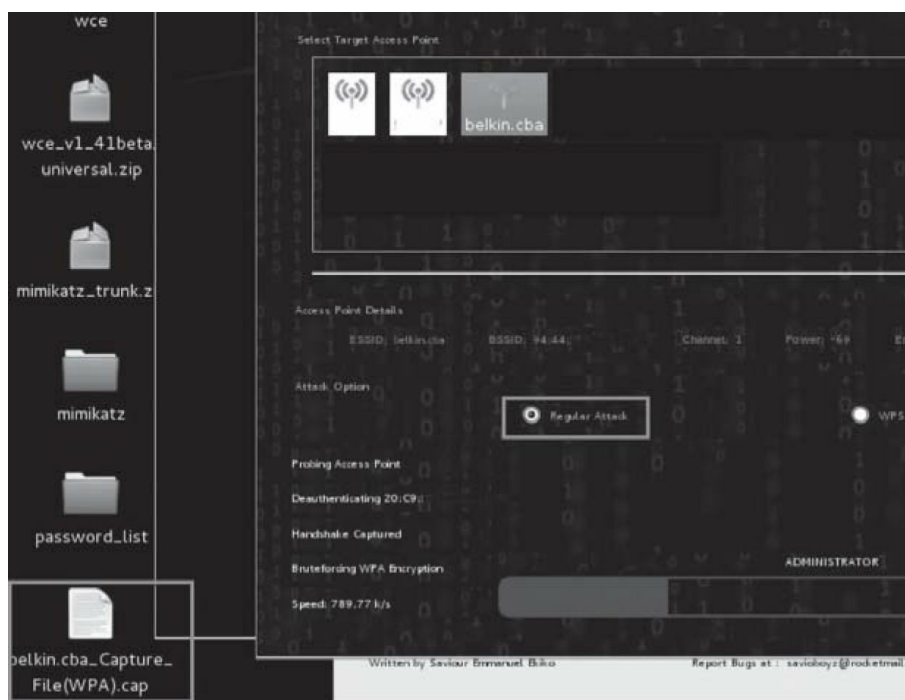 wce
wce_v1_41beta.
universal.zip
mimikatz_trunk.z
mimikatz
password_list
belkin.cba_Capture_
File(WPA).cap
Select Target Access Point
belkin.cba
Access Point Details
ESSID: belkin.cba BSSID: 94:44: Channel: 1 Power: -69
Attack Option
Regular Attack WPS
Probing Access Point
Deauthenticating 20:C9:
Handshake Captured
Bruteforcing WPA Encryption
ADMINISTRATOR
Speed: 789.77 k/s
Written by Saviour Emmanuel Ekiko Report Bugs at : savioboyz@rocketmail